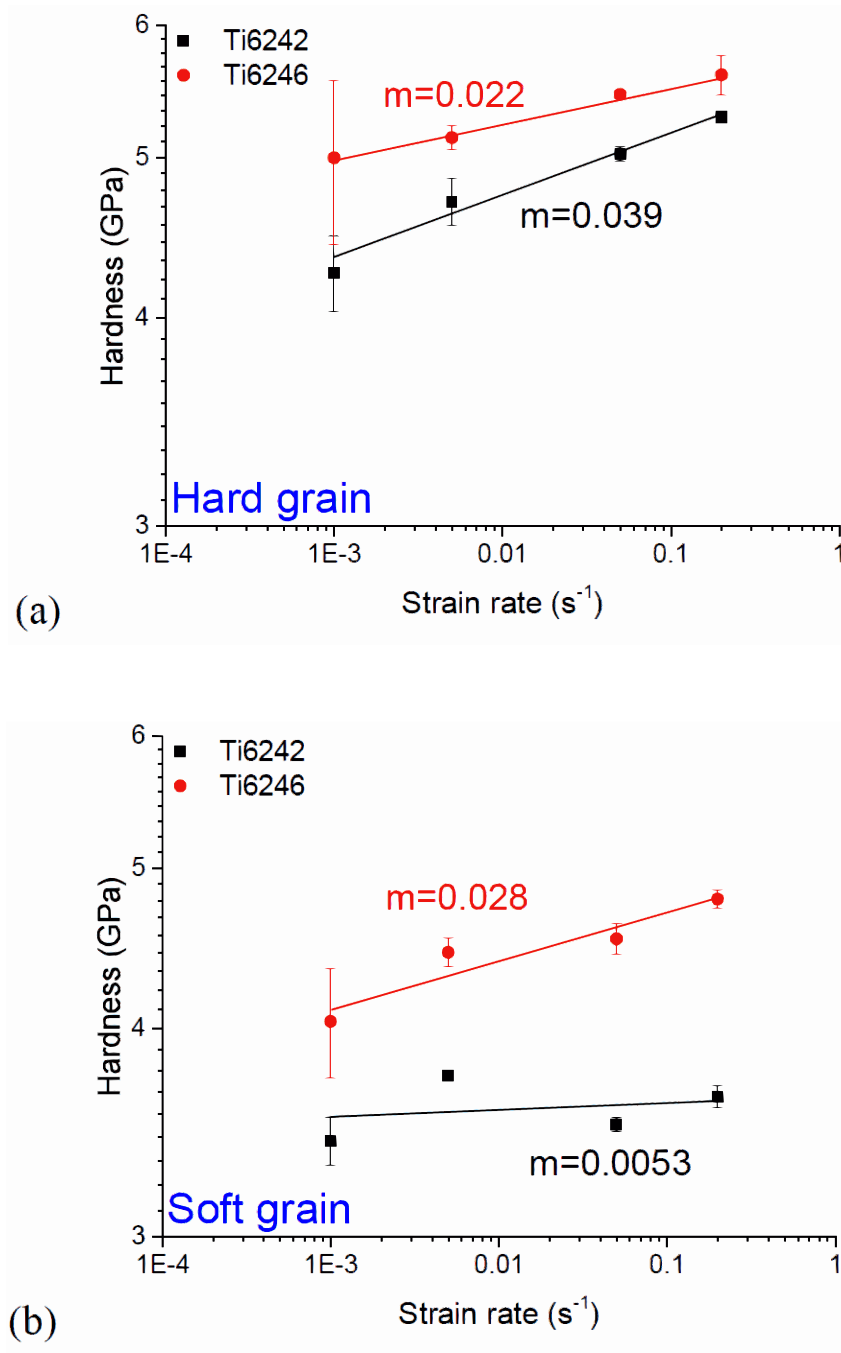 6
Ti6242
Ti6246
m=0.022
5
m=0.039
4
Hardness (GPa)
Hard grain
3
1E-4 1E-3 0.01 0.1 1
Strain rate (s⁻¹)
(a)
6
Ti6242
Ti6246
5
m=0.028
4
Hardness (GPa)
m=0.0053
Soft grain
3
1E-4 1E-3 0.01 0.1 1
Strain rate (s⁻¹)
(b)